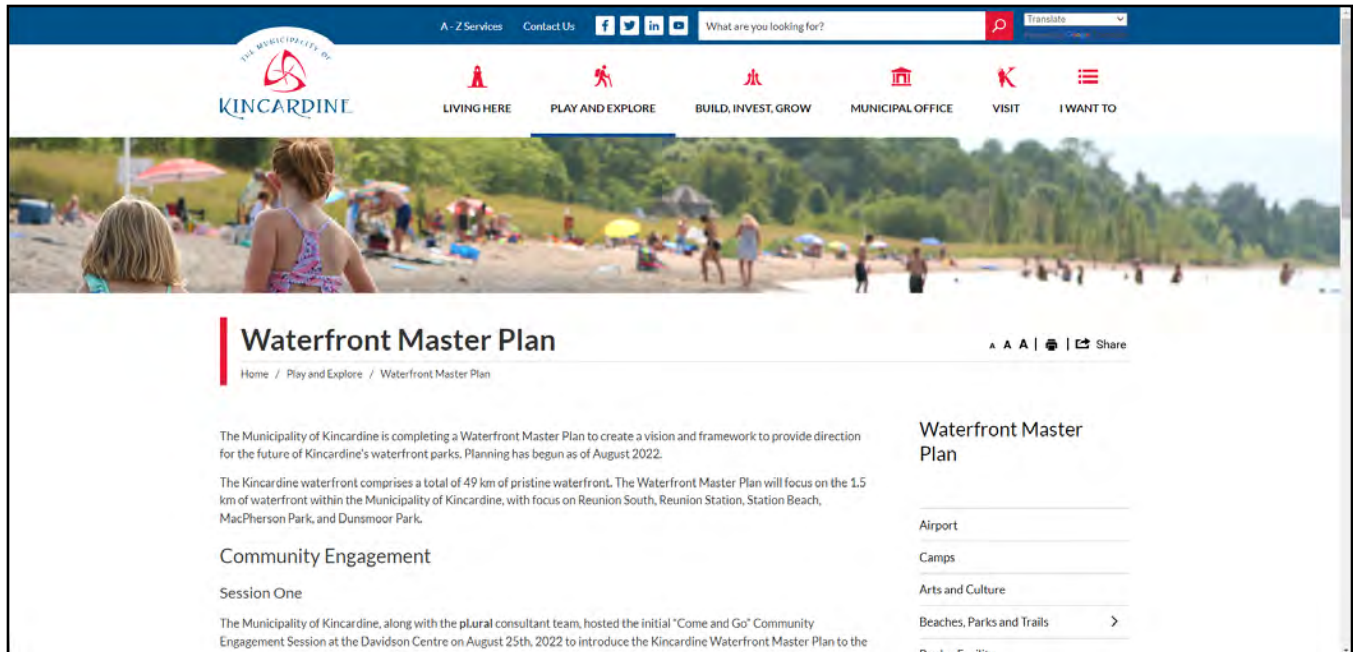 A - Z Services Contact Us What are you looking for? Translate
THE MUNICIPALITY OF
KINCARDINE
LIVING HERE PLAY AND EXPLORE BUILD, INVEST, GROW MUNICIPAL OFFICE VISIT I WANT TO
Waterfront Master Plan
A A A | | Share
Home / Play and Explore / Waterfront Master Plan
The Municipality of Kincardine is completing a Waterfront Master Plan to create a vision and framework to provide direction
for the future of Kincardine's waterfront parks. Planning has begun as of August 2022.
The Kincardine waterfront comprises a total of 49 km of pristine waterfront. The Waterfront Master Plan will focus on the 1.5
km of waterfront within the Municipality of Kincardine, with focus on Reunion South, Reunion Station, Station Beach,
MacPherson Park, and Dunsmoor Park.
Community Engagement
Session One
The Municipality of Kincardine, along with the pl.ural consultant team, hosted the initial "Come and Go" Community
Engagement Session at the Davidson Centre on August 25th, 2022 to introduce the Kincardine Waterfront Master Plan to the
Waterfront Master
Plan
Airport
Camps
Arts and Culture
Beaches, Parks and Trails